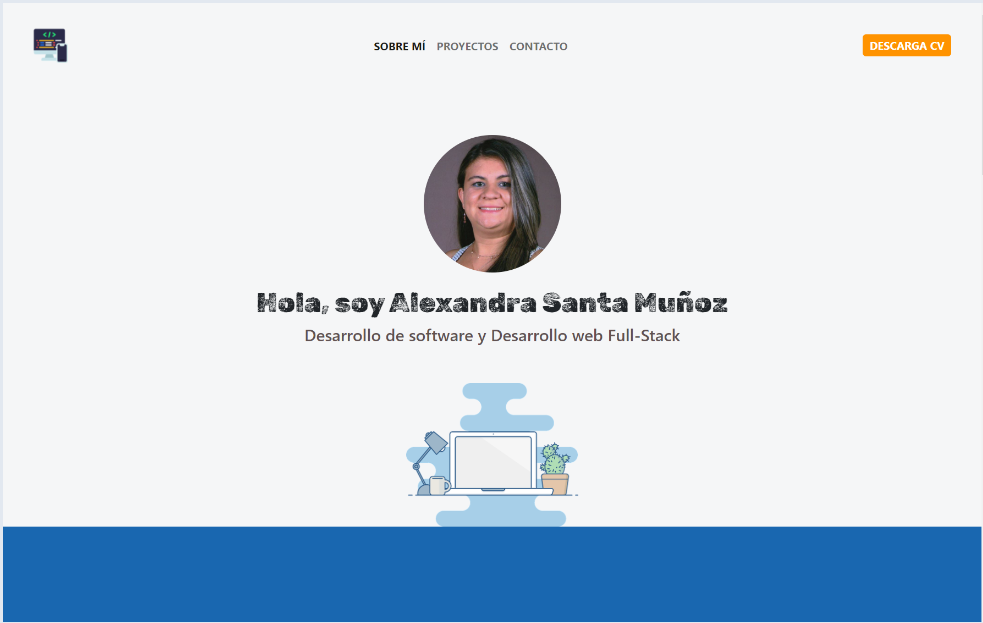 SOBRE MÍ PROYECTOS CONTACTO DESCARGA CV
Hola, soy Alexandra Santa Muñoz
Desarrollo de software y Desarrollo web Full-Stack